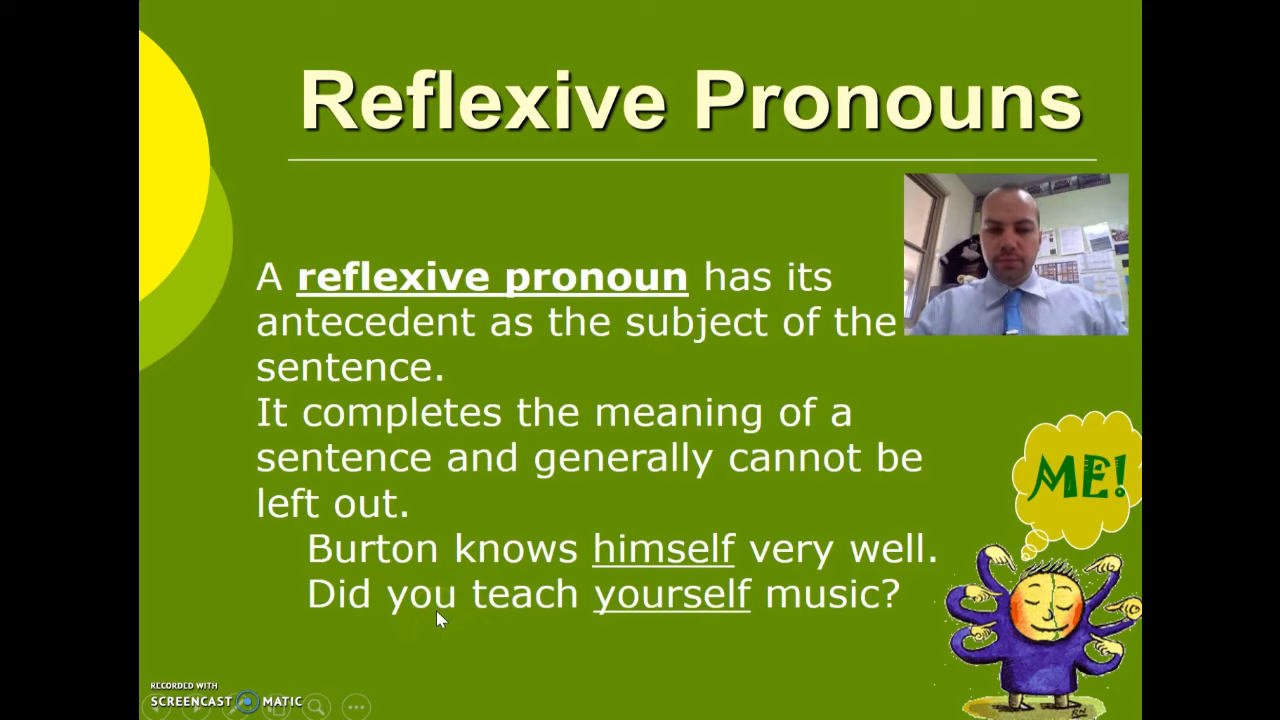 Reflexive Pronouns
A reflexive pronoun has its
antecedent as the subject of the
sentence.
It completes the meaning of a
sentence and generally cannot be
left out.
Burton knows himself very well.
Did you teach yourself music?
ME!
RECORDED WITH
SCREENCAST MATIC
RN